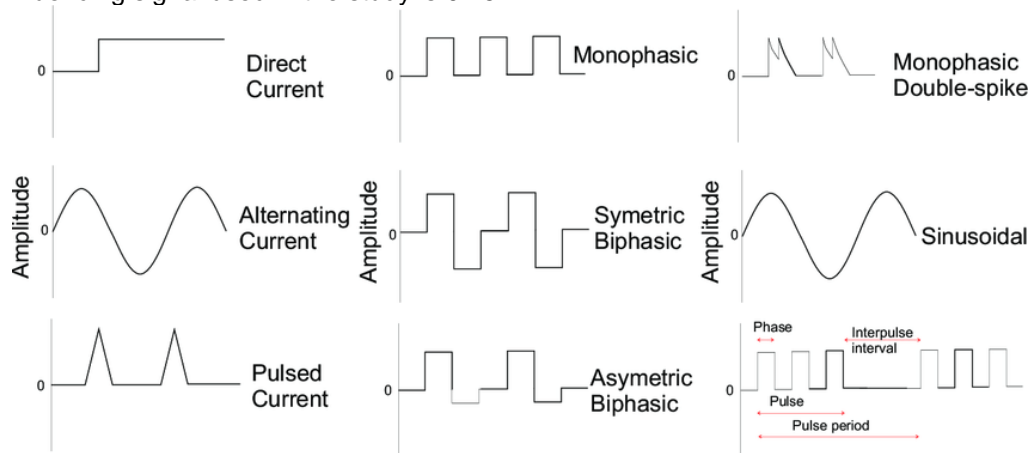 Direct
Current
0
Monophasic
0
Monophasic
Double-spike
0
Amplitude
Alternating
Current
0
Amplitude
Symetric
Biphasic
0
Amplitude
Sinusoidal
0
Pulsed
Current
0
Asymetric
Biphasic
0
Phase
Interpulse
interval
0
Pulse
Pulse period